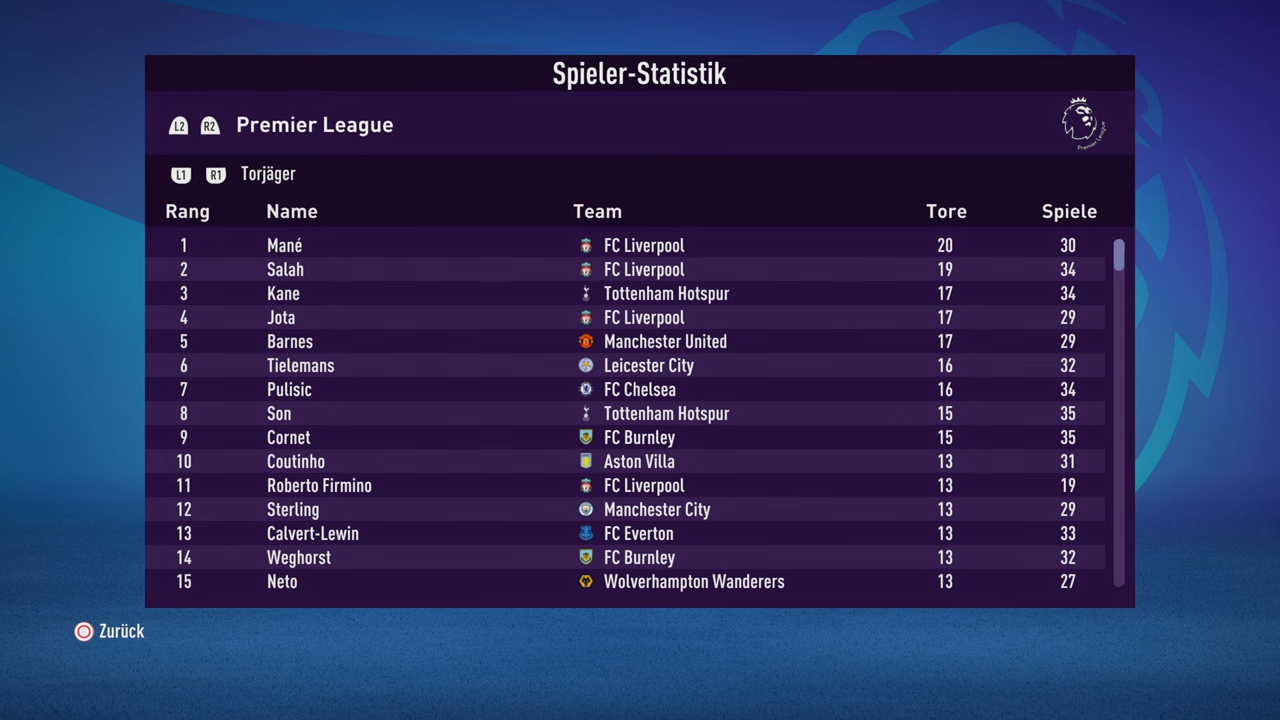 Spieler-Statistik
L2 R2 Premier League
Premier League
L1 R1 Torjäger
Rang Name Team Tore Spiele
1 Mané FC Liverpool 20 30
2 Salah FC Liverpool 19 34
3 Kane Tottenham Hotspur 17 34
4 Jota FC Liverpool 17 29
5 Barnes Manchester United 17 29
6 Tielemans Leicester City 16 32
7 Pulisic FC Chelsea 16 34
8 Son Tottenham Hotspur 15 35
9 Cornet FC Burnley 15 35
10 Coutinho Aston Villa 13 31
11 Roberto Firmino FC Liverpool 13 19
12 Sterling Manchester City 13 29
13 Calvert-Lewin FC Everton 13 33
14 Weghorst FC Burnley 13 32
15 Neto Wolverhampton Wanderers 13 27
Zurück